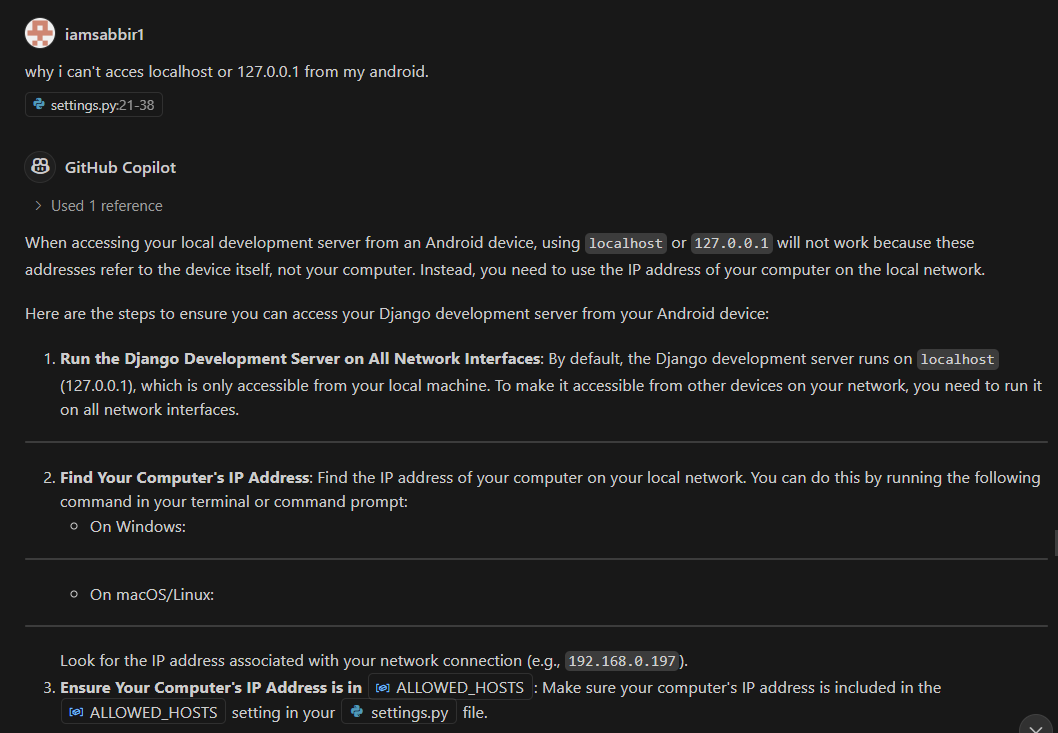 iamsabbir1
why i can't acces localhost or 127.0.0.1 from my android.
settings.py:21-38
GitHub Copilot
Used 1 reference
When accessing your local development server from an Android device, using localhost or 127.0.0.1 will not work because these
addresses refer to the device itself, not your computer. Instead, you need to use the IP address of your computer on the local network.
Here are the steps to ensure you can access your Django development server from your Android device:
1. Run the Django Development Server on All Network Interfaces: By default, the Django development server runs on localhost
(127.0.0.1), which is only accessible from your local machine. To make it accessible from other devices on your network, you need to run it
on all network interfaces.
2. Find Your Computer's IP Address: Find the IP address of your computer on your local network. You can do this by running the following
command in your terminal or command prompt:
On Windows:
On macOS/Linux:
Look for the IP address associated with your network connection (e.g., 192.168.0.197).
3. Ensure Your Computer's IP Address is in ALLOWED_HOSTS : Make sure your computer's IP address is included in the
ALLOWED_HOSTS setting in your settings.py file.